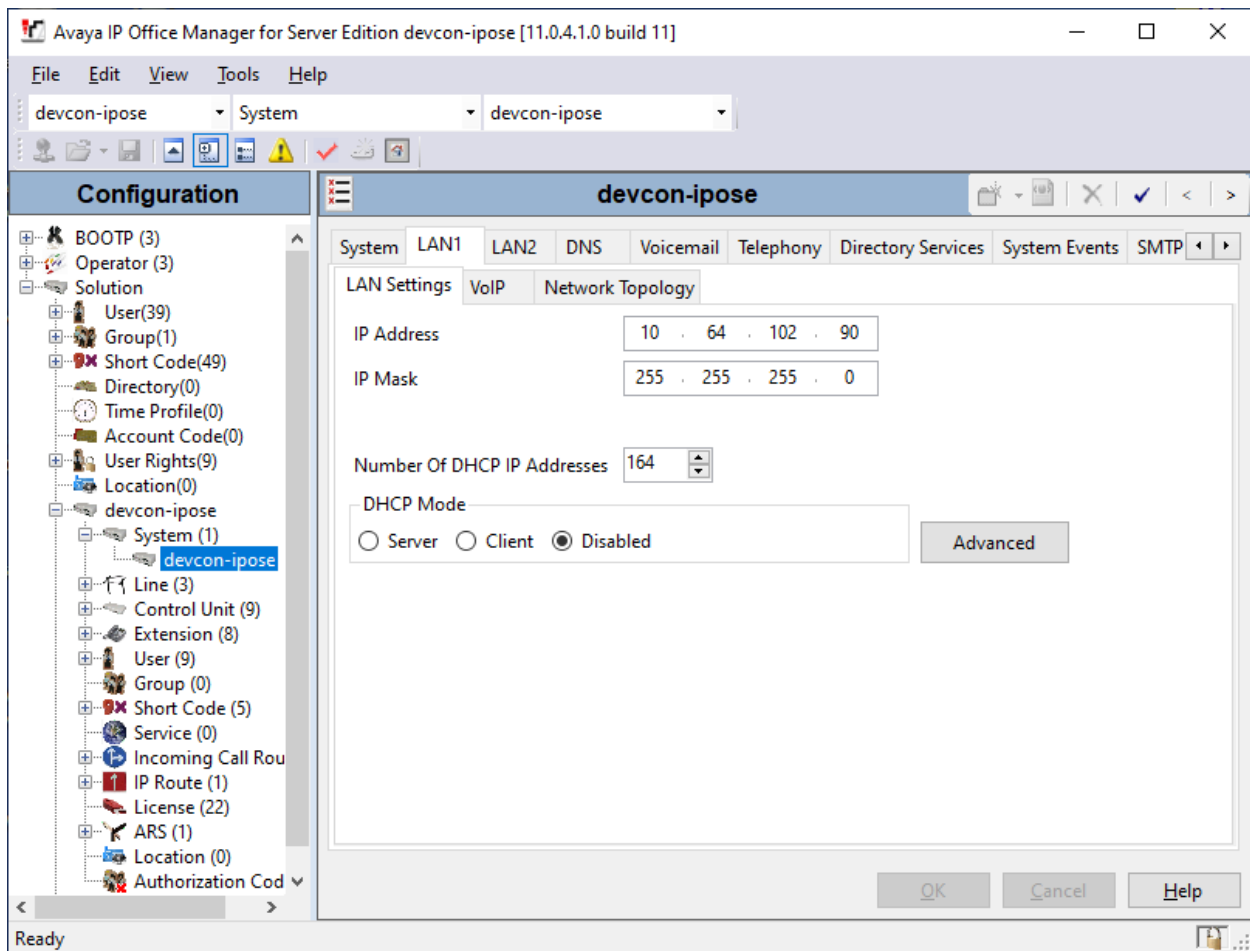 Avaya IP Office Manager for Server Edition devcon-ipose [11.0.4.1.0 build 11]
File Edit View Tools Help
devcon-ipose System devcon-ipose
Configuration
BOOTP (3)
Operator (3)
Solution
User(39)
Group(1)
Short Code(49)
Directory(0)
Time Profile(0)
Account Code(0)
User Rights(9)
Location(0)
devcon-ipose
System (1)
devcon-ipose
Line (3)
Control Unit (9)
Extension (8)
User (9)
Group (0)
Short Code (5)
Service (0)
Incoming Call Rou
IP Route (1)
License (22)
ARS (1)
Location (0)
Authorization Cod
devcon-ipose
System LAN1 LAN2 DNS Voicemail Telephony Directory Services System Events SMTP
LAN Settings VoIP Network Topology
IP Address 10 . 64 . 102 . 90
IP Mask 255 . 255 . 255 . 0
Number Of DHCP IP Addresses 164
DHCP Mode
Server Client Disabled
Advanced
OK Cancel Help
Ready